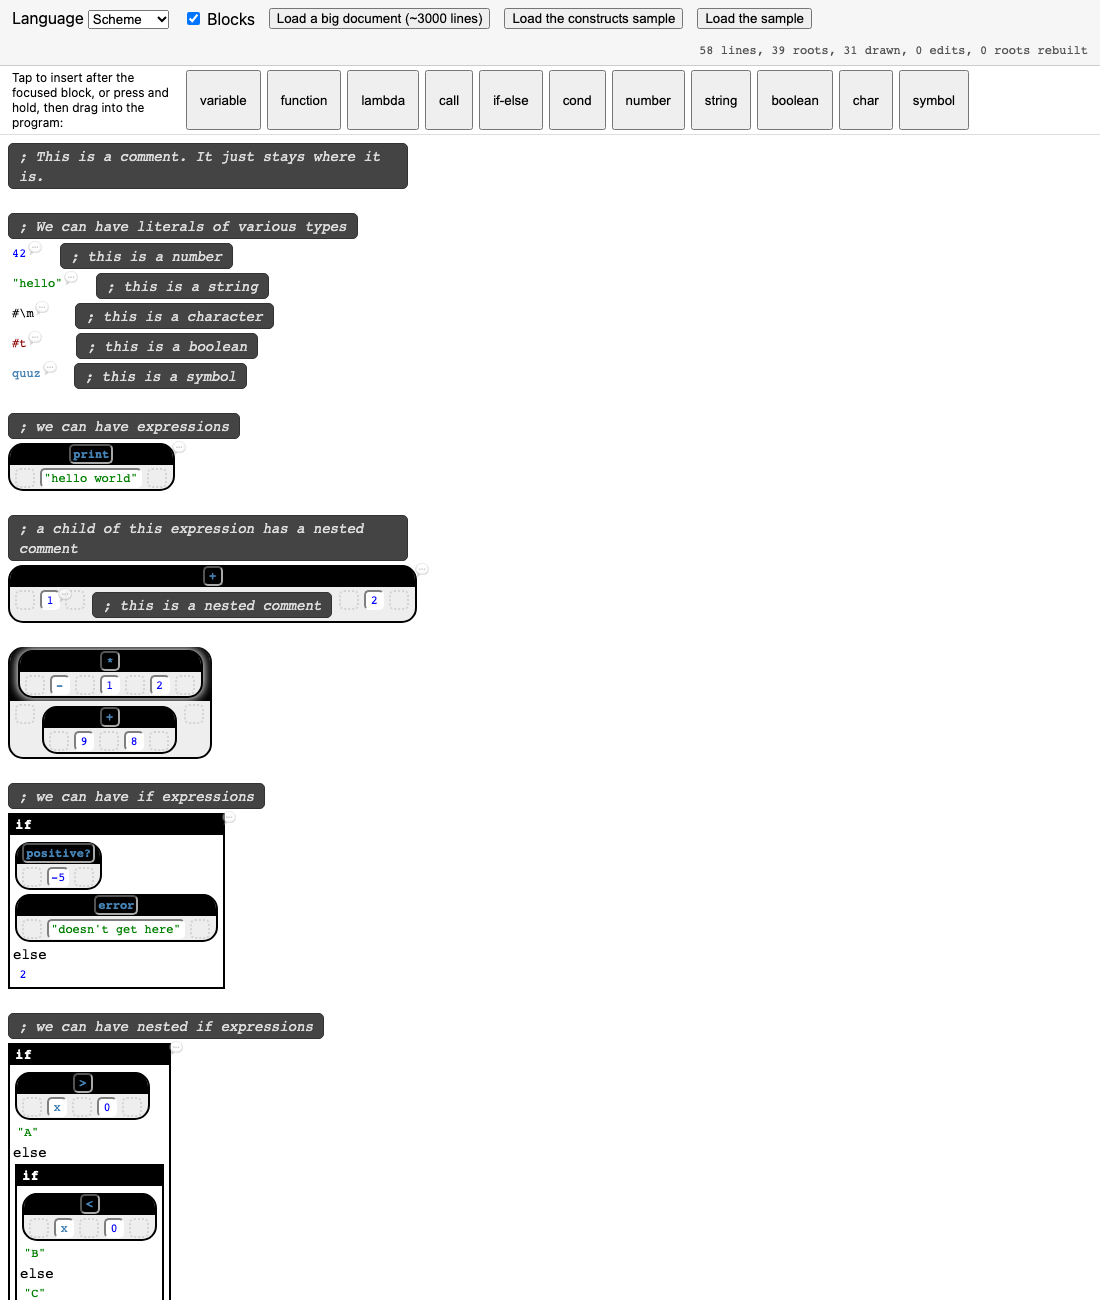 Language Scheme Blocks Load a big document (~3000 lines) Load the constructs sample Load the sample
58 lines, 39 roots, 31 drawn, 0 edits, 0 roots rebuilt
Tap to insert after the
focused block, or press and
hold, then drag into the
program:
variable function lambda call if-else cond number string boolean char symbol
; This is a comment. It just stays where it
is.
; We can have literals of various types
42 ; this is a number
"hello" ; this is a string
#\m ; this is a character
#t ; this is a boolean
quuz ; this is a symbol
; we can have expressions
print
"hello world"
; a child of this expression has a nested
comment
+
1 ; this is a nested comment 2
*
- 1 2
+
9 8
; we can have if expressions
if
positive?
-5
error
"doesn't get here"
else
2
; we can have nested if expressions
if
>
x 0
"A"
else
if
<
x 0
"B"
else
"C"